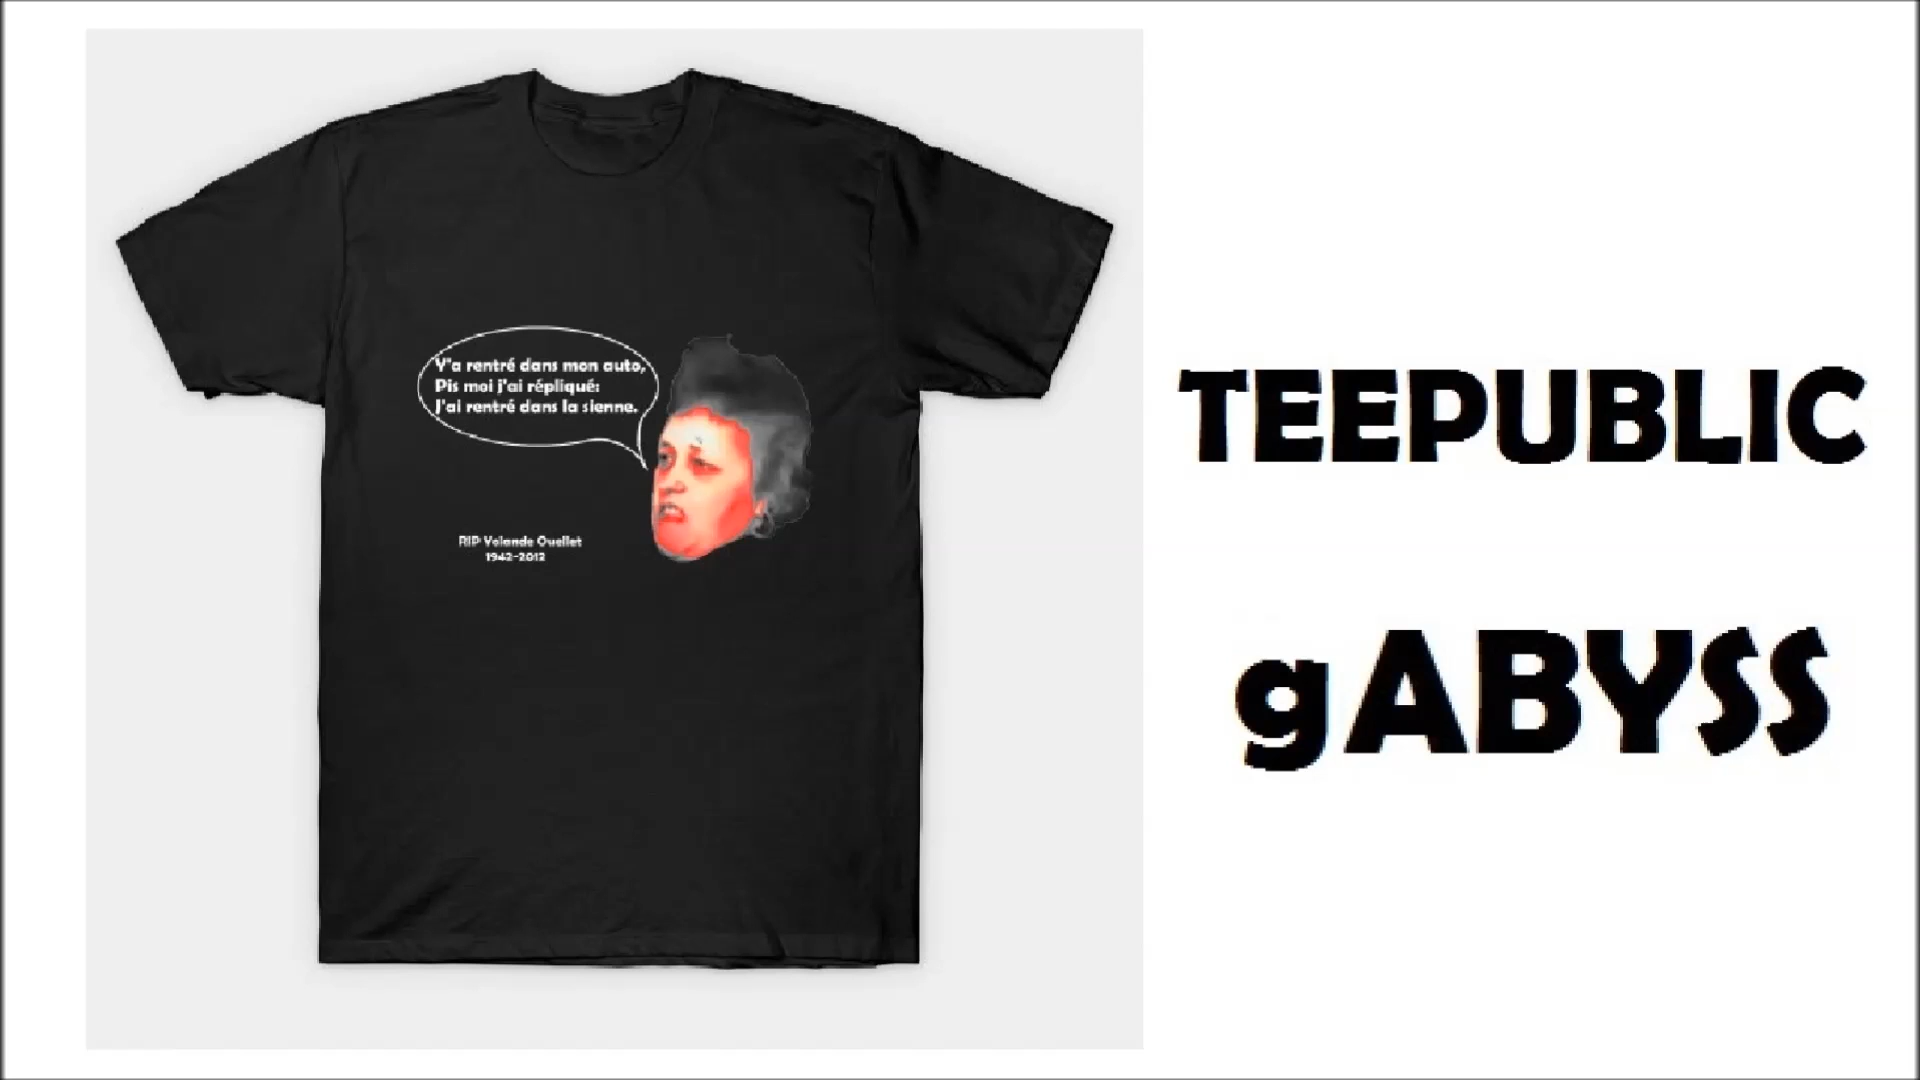 Y'a rentré dans mon auto,
Pis moi j'ai répliqué:
J'ai rentré dans la sienne.
RIP Yolande Ouellet
1942-2012
TEEPUBLIC
gABYSS